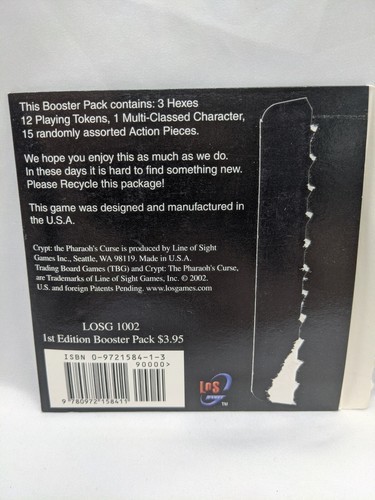 This Booster Pack contains: 3 Hexes
12 Playing Tokens, 1 Multi-Classed Character,
15 randomly assorted Action Pieces.
We hope you enjoy this as much as we do.
In these days it is hard to find something new.
Please Recycle this package!
This game was designed and manufactured in
the U.S.A.
Crypt: the Pharaoh's Curse is produced by Line of Sight
Games Inc., Seattle, WA 98119. Made in U.S.A.
Trading Board Games (TBG) and Crypt: The Pharaoh's Curse,
are Trademarks of Line of Sight Games, Inc. © 2002.
U.S. and foreign Patents Pending. www.losgames.com.
LOSG 1002
1st Edition Booster Pack $3.95
ISBN 0-9721584-1-3
90000>
9 780972 158411
LoS
TM